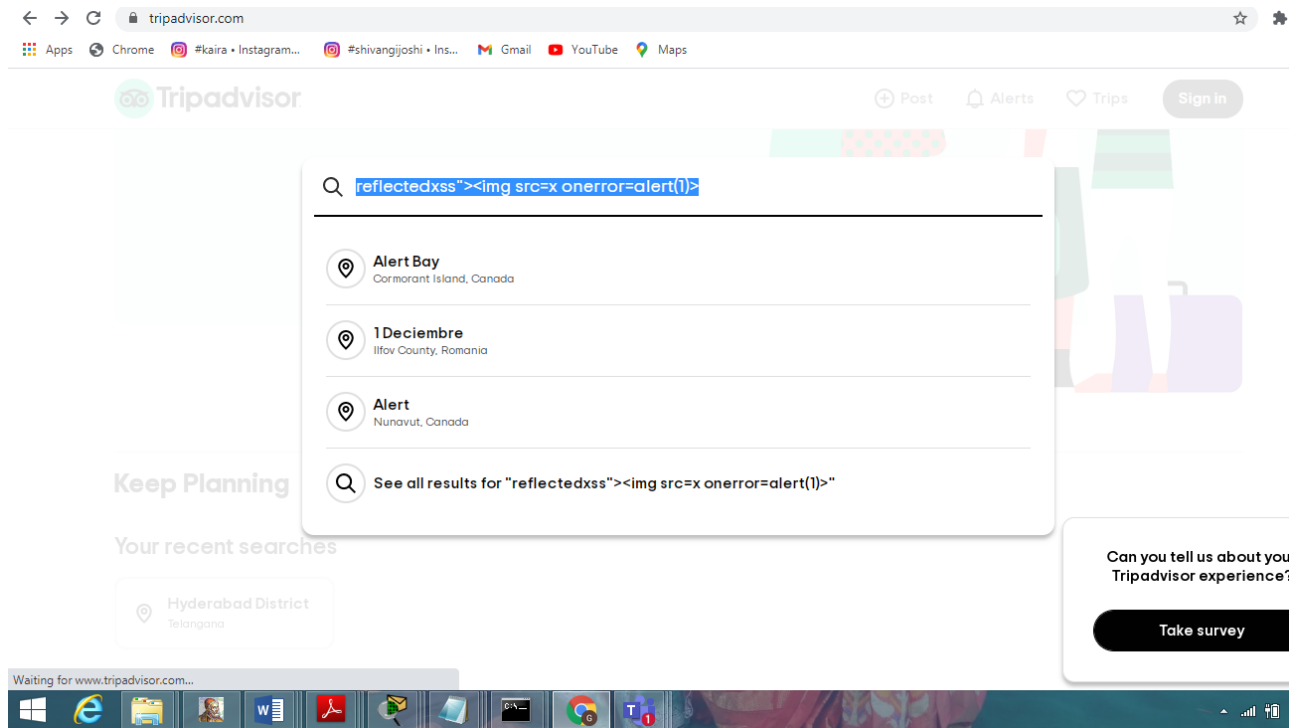 tripadvisor.com
Apps Chrome #kaira • Instagram... #shivangijoshi • Ins... Gmail YouTube Maps
Tripadvisor Post Alerts Trips Sign in
reflectedxss"><img src=x onerror=alert(1)>
Alert Bay
Cormorant Island, Canada
1 Deciembre
Ilfov County, Romania
Alert
Nunavut, Canada
See all results for "reflectedxss"><img src=x onerror=alert(1)>"
Keep Planning
Your recent searches
Hyderabad District
Telangana
Can you tell us about you
Tripadvisor experience?
Take survey
Waiting for www.tripadvisor.com...